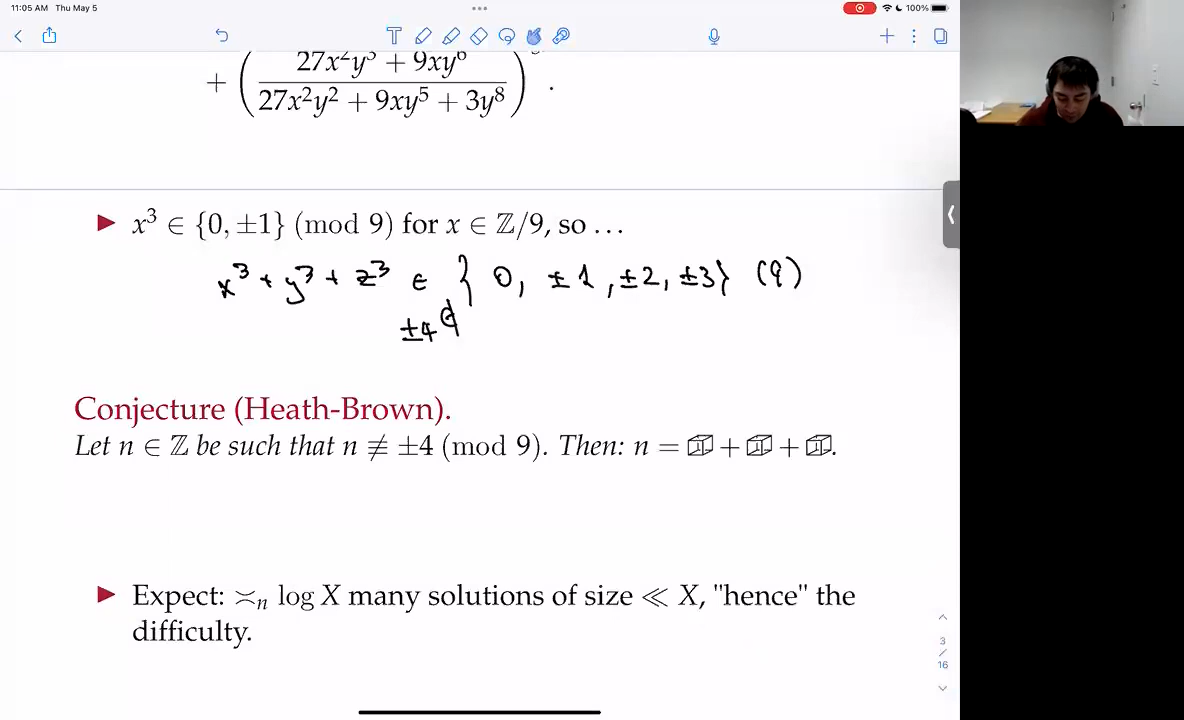 11:05 AM Thu May 5
100%
+ ( 27x²y³ + 9xy⁶ / 27x²y² + 9xy⁵ + 3y⁸ ) .
▶ x³ ∈ {0, ±1} (mod 9) for x ∈ ℤ/9, so …
x³ + y³ + z³ ∈ { 0, ±1, ±2, ±3} (9)
±4 ∉
Conjecture (Heath-Brown).
Let n ∈ ℤ be such that n ≢ ±4 (mod 9). Then: n = + + .
▶ Expect: ≍ₙ log X many solutions of size ≪ X, "hence" the
difficulty.
3
/
16